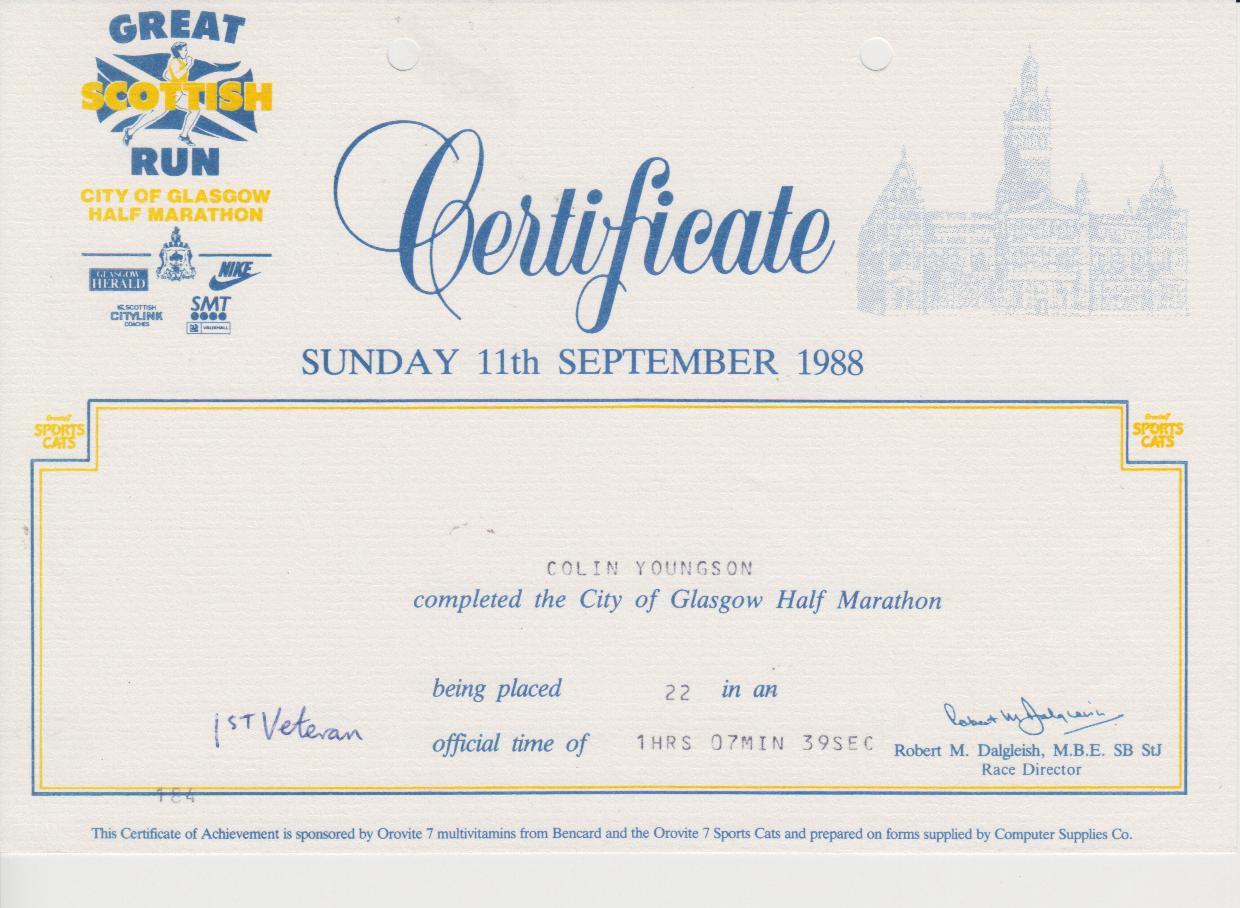 GREAT
SCOTTISH
RUN
CITY OF GLASGOW
HALF MARATHON
GLASGOW
HERALD
NIKE
SCOTTISH
CITYLINK
COACHES
SMT
VAUXHALL
Certificate
SUNDAY 11th SEPTEMBER 1988
SPORTS
CATS
SPORTS
CATS
COLIN YOUNGSON
completed the City of Glasgow Half Marathon
being placed 22 in an
1ST Veteran
official time of 1HRS 07MIN 39SEC
Robert M. Dalgleish
Robert M. Dalgleish, M.B.E. SB StJ
Race Director
184
This Certificate of Achievement is sponsored by Orovite 7 multivitamins from Bencard and the Orovite 7 Sports Cats and prepared on forms supplied by Computer Supplies Co.